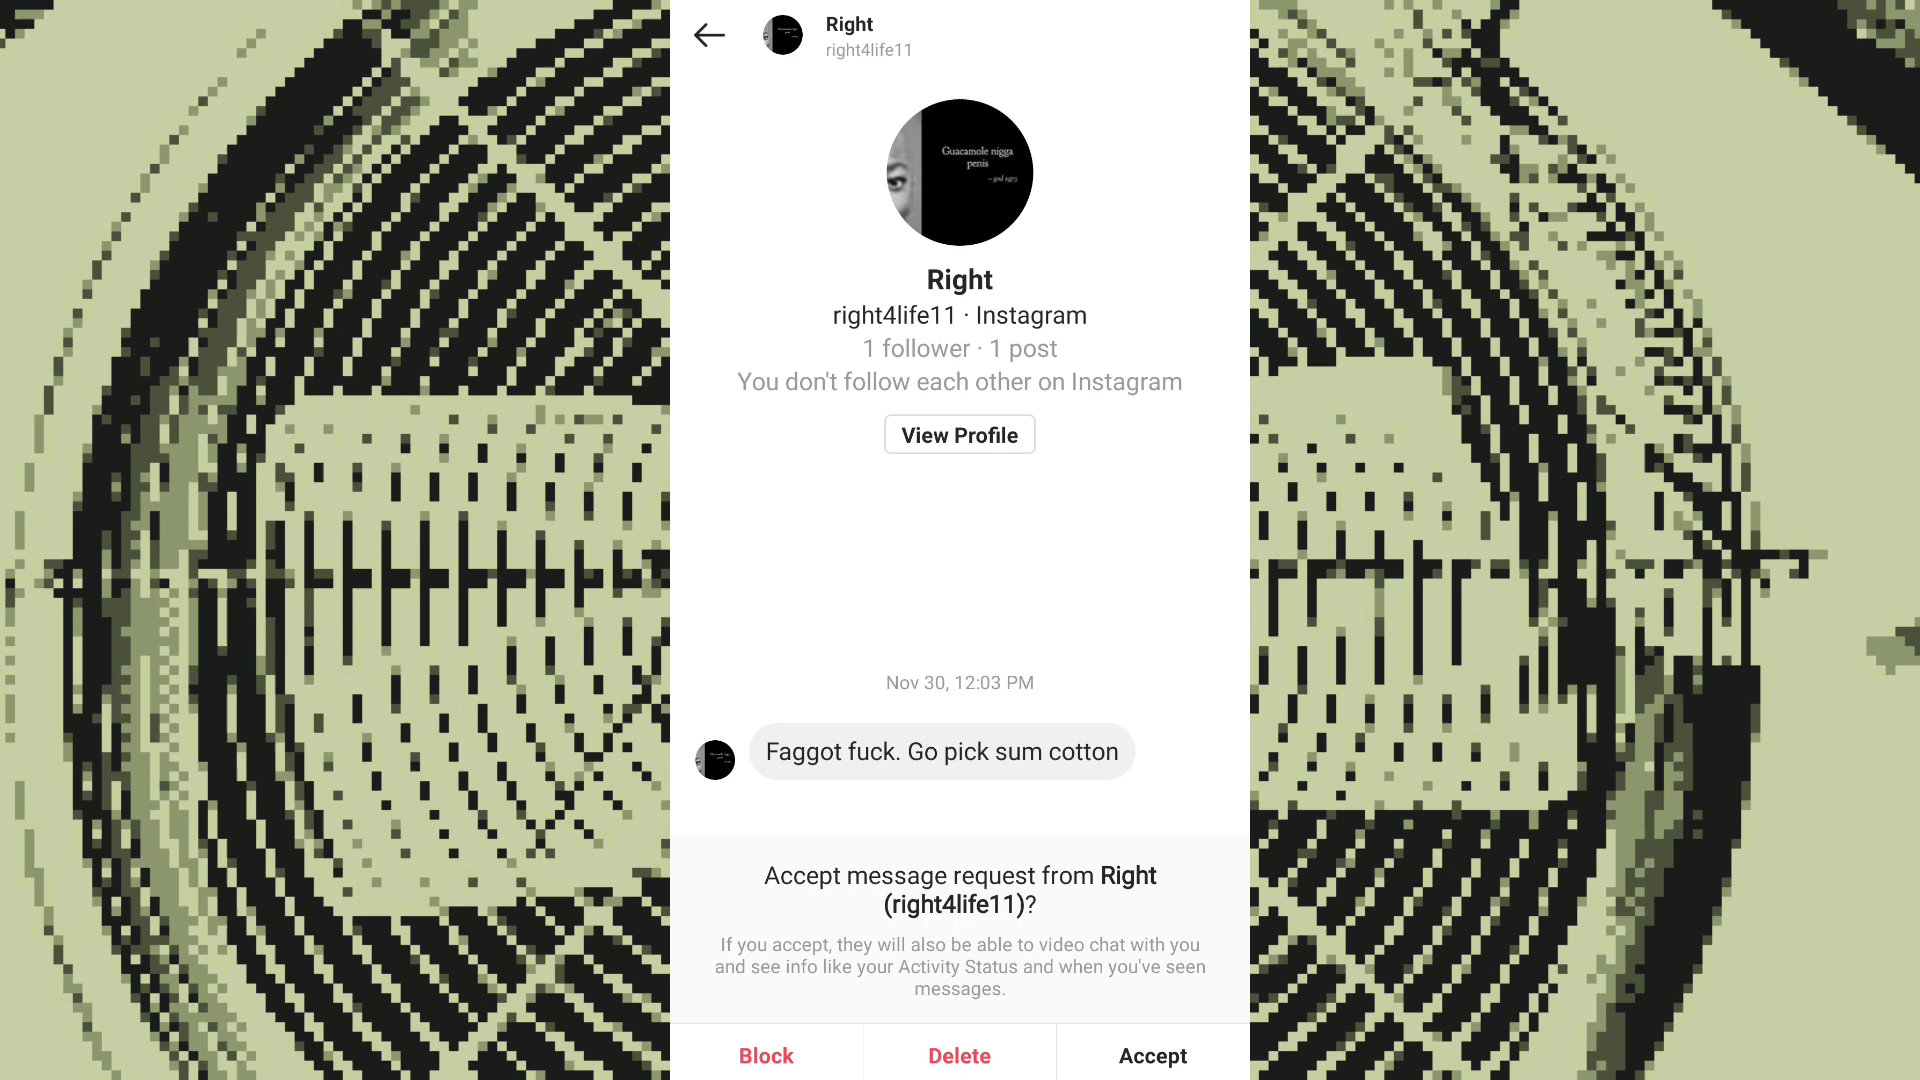 Right
right4life11
Guacamole nigga
penis
– god 1973
Right
right4life11 · Instagram
1 follower · 1 post
You don't follow each other on Instagram
View Profile
Nov 30, 12:03 PM
Faggot fuck. Go pick sum cotton
Accept message request from Right
(right4life11)?
If you accept, they will also be able to video chat with you
and see info like your Activity Status and when you've seen
messages.
Block
Delete
Accept